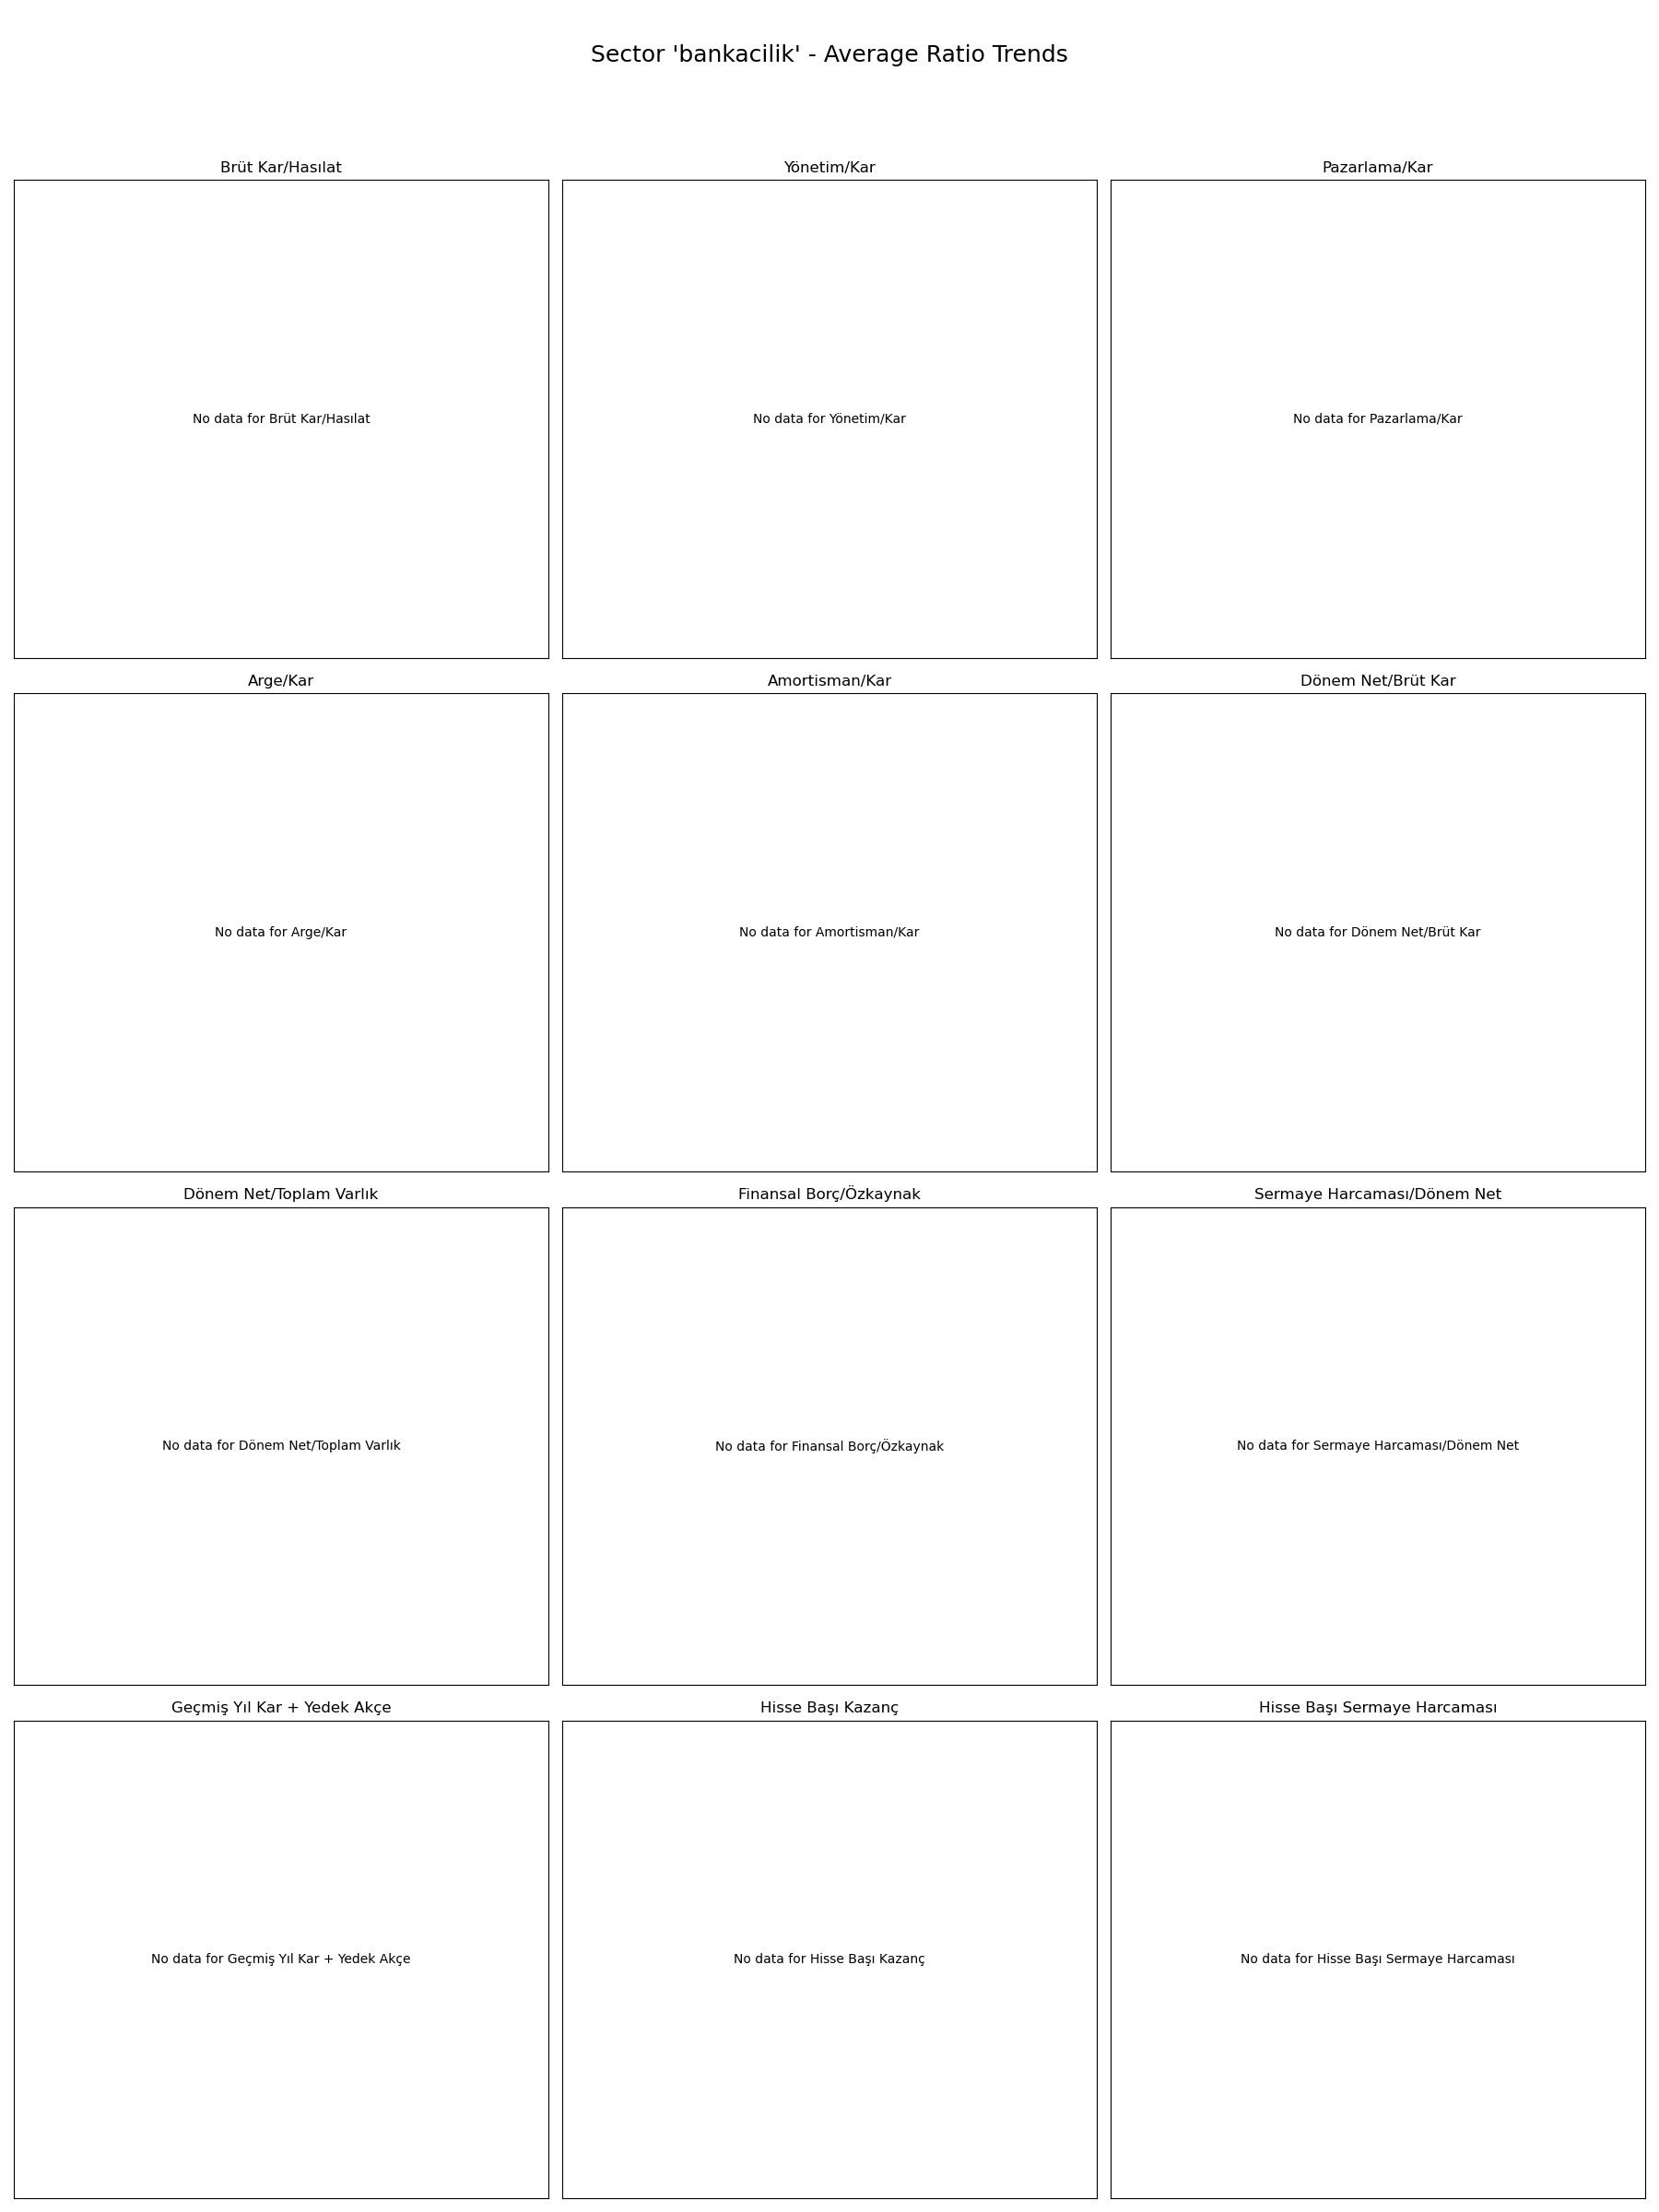 Sector 'bankacilik' - Average Ratio Trends
Brüt Kar/Hasılat
Yönetim/Kar
Pazarlama/Kar
No data for Brüt Kar/Hasılat
No data for Yönetim/Kar
No data for Pazarlama/Kar
Arge/Kar
Amortisman/Kar
Dönem Net/Brüt Kar
No data for Arge/Kar
No data for Amortisman/Kar
No data for Dönem Net/Brüt Kar
Dönem Net/Toplam Varlık
Finansal Borç/Özkaynak
Sermaye Harcaması/Dönem Net
No data for Dönem Net/Toplam Varlık
No data for Finansal Borç/Özkaynak
No data for Sermaye Harcaması/Dönem Net
Geçmiş Yıl Kar + Yedek Akçe
Hisse Başı Kazanç
Hisse Başı Sermaye Harcaması
No data for Geçmiş Yıl Kar + Yedek Akçe
No data for Hisse Başı Kazanç
No data for Hisse Başı Sermaye Harcaması